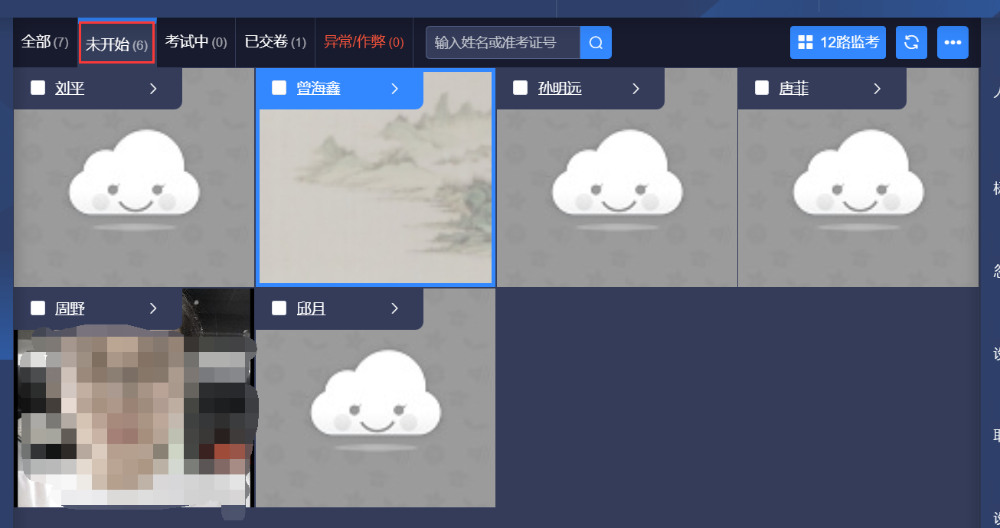 全部 (7) 未开始 (6) 考试中 (0) 已交卷 (1) 异常/作弊 (0) 输入姓名或准考证号 12路监考
刘平 曾海鑫 孙明远 唐菲
周野 邱月